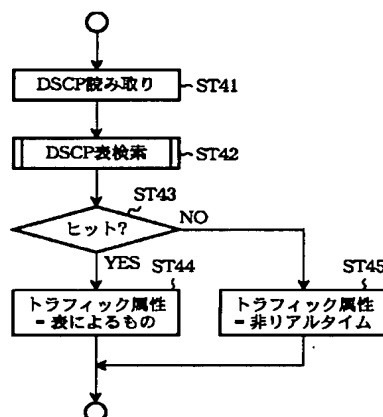 DSCP読み取り
ST41
DSCP表検索
ST42
ST43
ヒット?
NO
YES
ST44
ST45
トラフィック属性
= 表によるもの
トラフィック属性
= 非リアルタイム